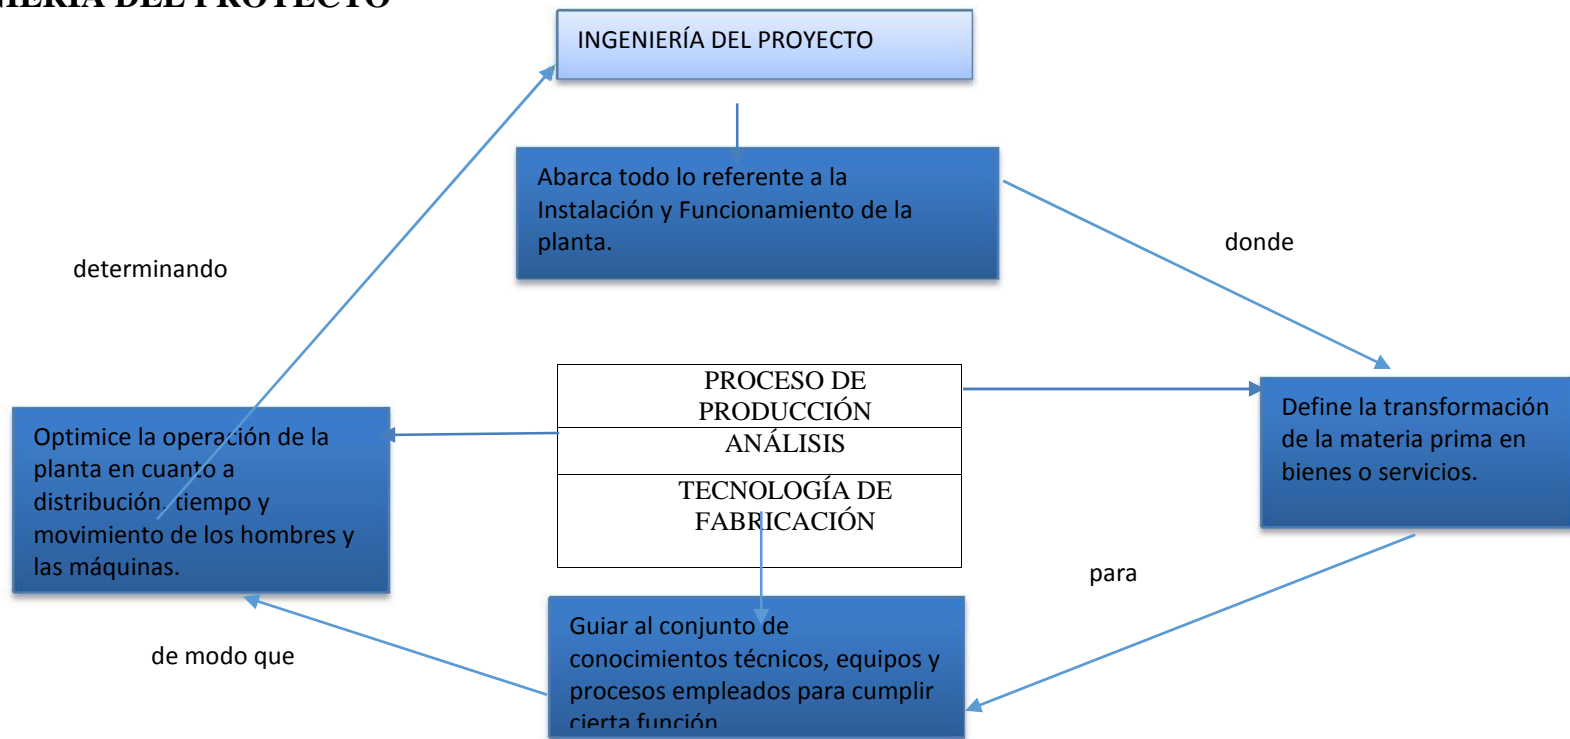 DEL PROYECTO
INGENIERÍA DEL PROYECTO
Abarca todo lo referente a la
Instalación y Funcionamiento de la
planta.
donde
determinando
PROCESO DE
PRODUCCIÓN
ANÁLISIS
TECNOLOGÍA DE
FABRICACIÓN
Define la transformación
de la materia prima en
bienes o servicios.
Optimice la operación de la
planta en cuanto a
distribución, tiempo y
movimiento de los hombres y
las máquinas.
para
Guiar al conjunto de
conocimientos técnicos, equipos y
procesos empleados para cumplir
cierta función
de modo que